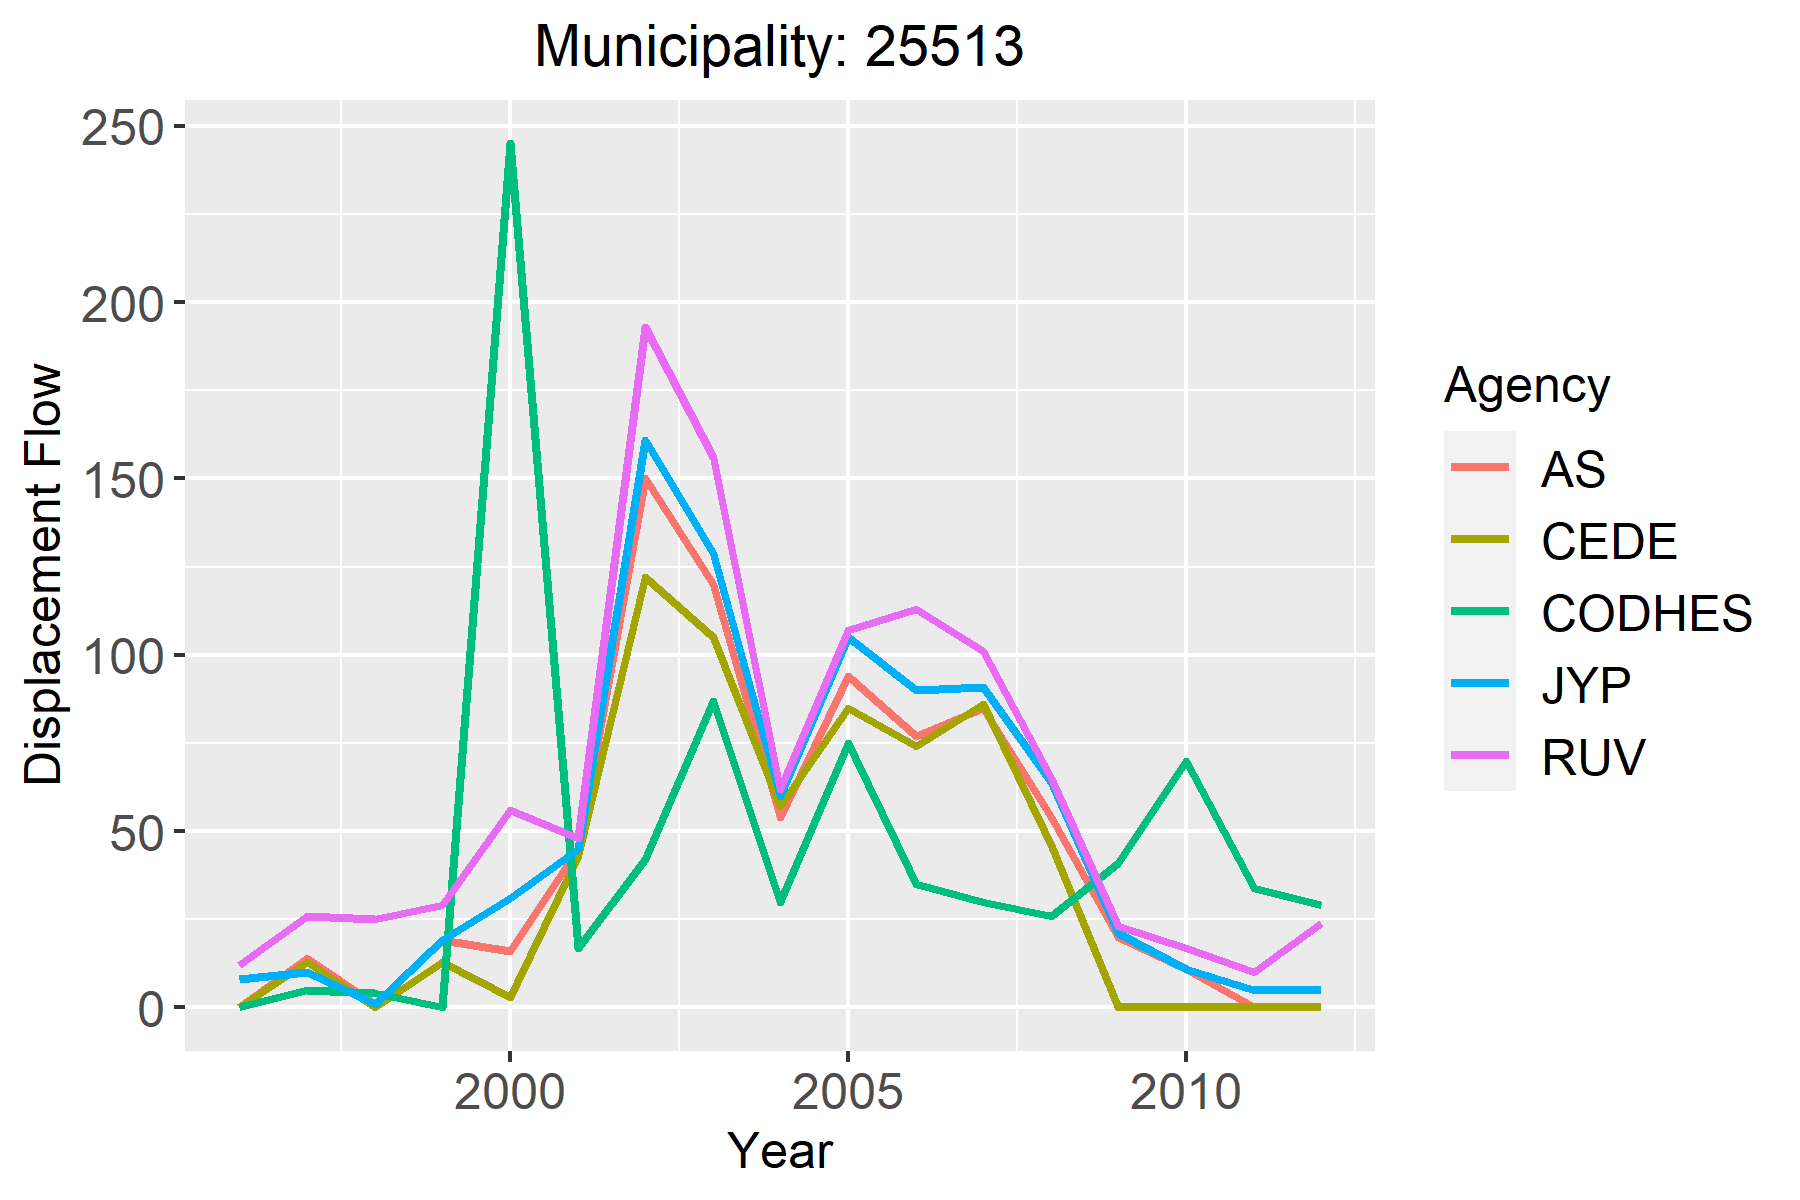 Municipality: 25513
250
200
150
100
50
0
Displacement Flow
2000 2005 2010
Year
Agency
AS
CEDE
CODHES
JYP
RUV